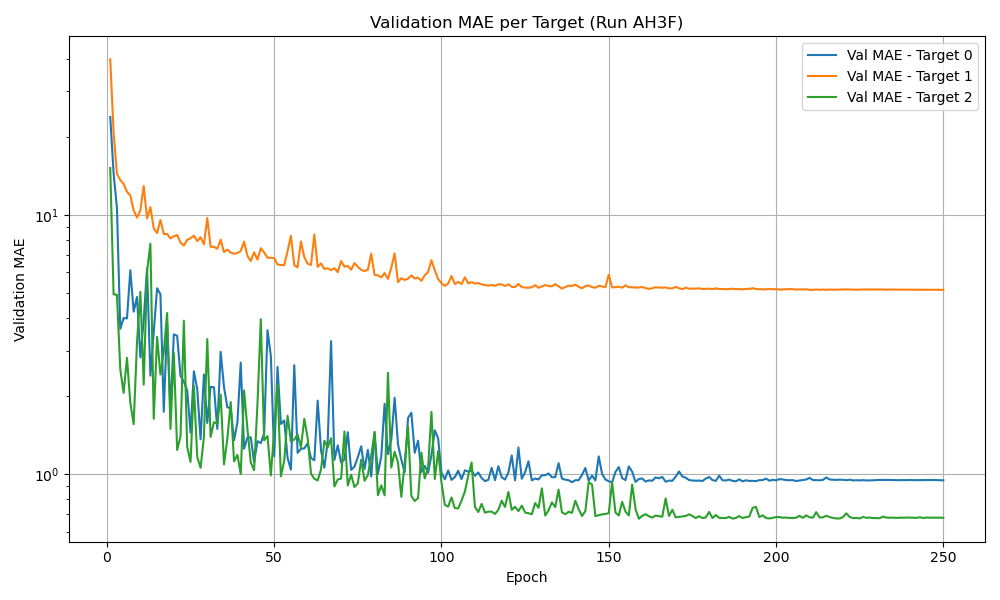 Validation MAE per Target (Run AH3F)
Val MAE - Target 0
Val MAE - Target 1
Val MAE - Target 2
Validation MAE
10¹
10⁰
0 50 100 150 200 250
Epoch